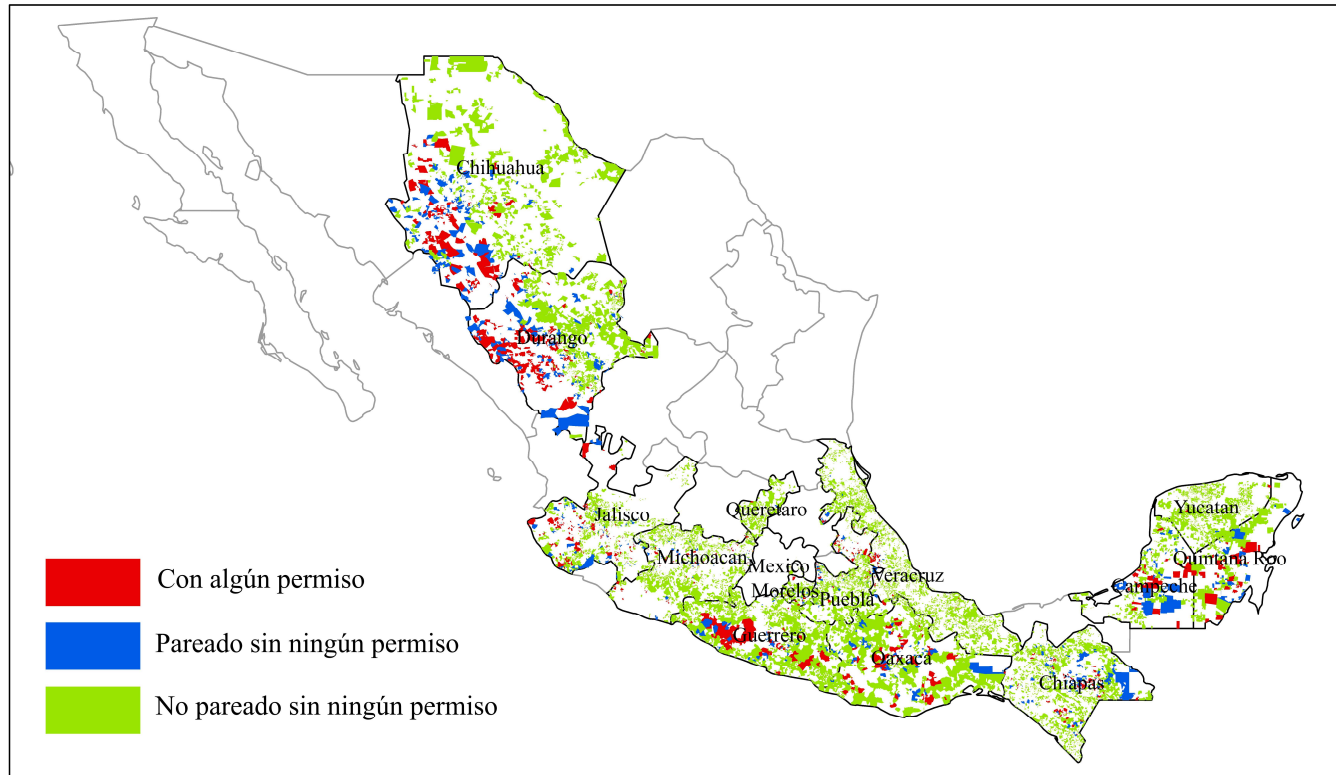 Chihuahua
Durango
Jalisco
Queretaro
Michoacan
Mexico
Morelos
Puebla
Veracruz
Guerrero
Oaxaca
Chiapas
Yucatan
Quintana Roo
Campeche
Con algún permiso
Pareado sin ningún permiso
No pareado sin ningún permiso